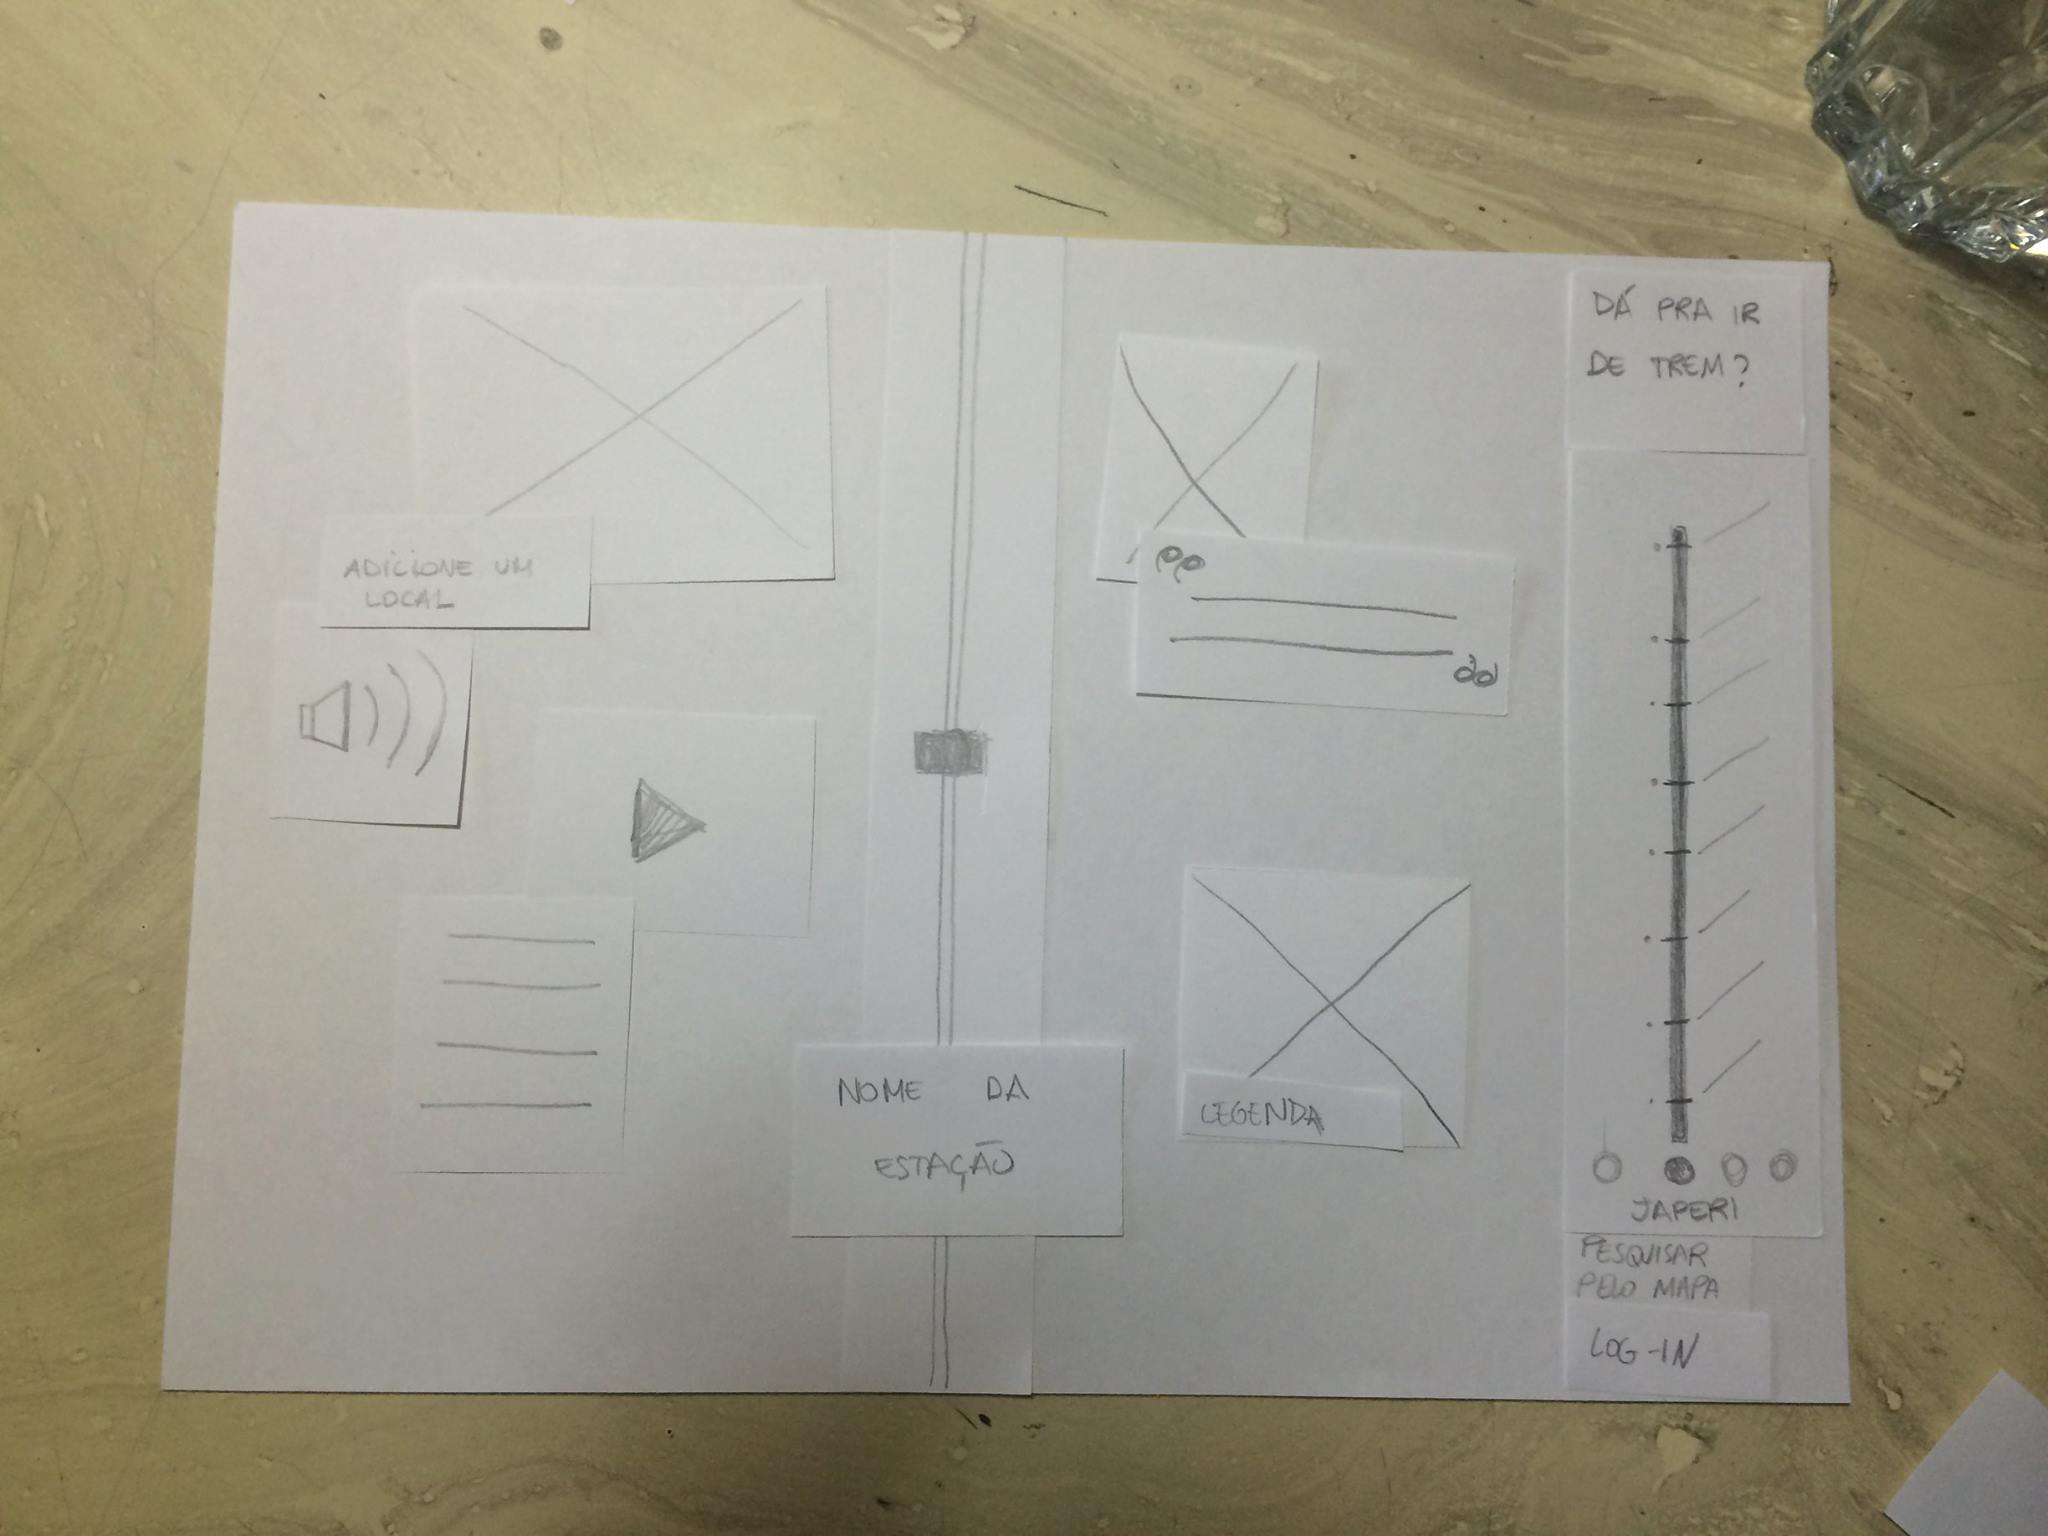 ADICIONE UM
LOCAL
NOME DA
ESTAÇÃO
LEGENDA
DÁ PRA IR
DE TREM?
JAPERI
PESQUISAR
PELO MAPA
LOG-IN